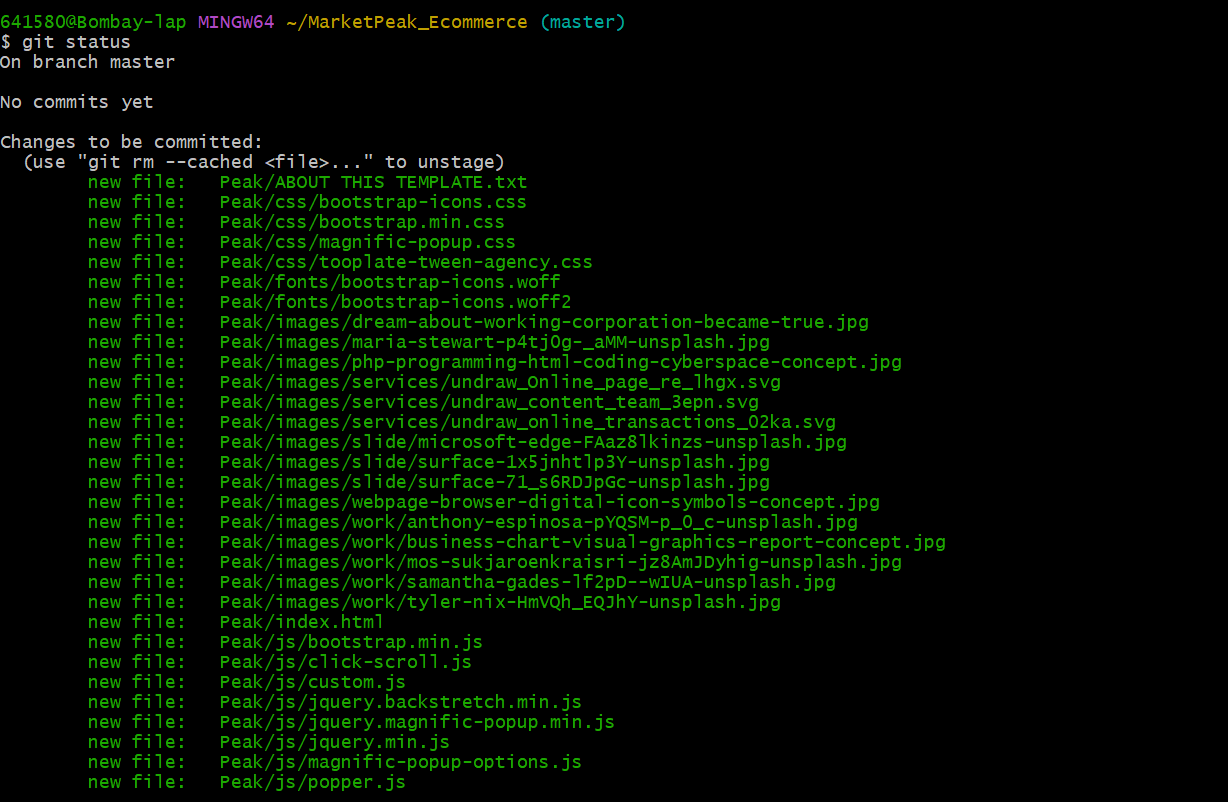 64158O@Bombay-lap MINGW64 ~/MarketPeak_Ecommerce (master)
$ git status
On branch master
No commits yet
Changes to be committed:
(use "git rm --cached <file>..." to unstage)
new file: Peak/ABOUT THIS TEMPLATE.txt
new file: Peak/css/bootstrap-icons.css
new file: Peak/css/bootstrap.min.css
new file: Peak/css/magnific-popup.css
new file: Peak/css/tooplate-tween-agency.css
new file: Peak/fonts/bootstrap-icons.woff
new file: Peak/fonts/bootstrap-icons.woff2
new file: Peak/images/dream-about-working-corporation-became-true.jpg
new file: Peak/images/maria-stewart-p4tj0g-_aMM-unsplash.jpg
new file: Peak/images/php-programming-html-coding-cyberspace-concept.jpg
new file: Peak/images/services/undraw_Online_page_re_lhgx.svg
new file: Peak/images/services/undraw_content_team_3epn.svg
new file: Peak/images/services/undraw_online_transactions_02ka.svg
new file: Peak/images/slide/microsoft-edge-FAaz8lkinzs-unsplash.jpg
new file: Peak/images/slide/surface-1x5jnhtlp3Y-unsplash.jpg
new file: Peak/images/slide/surface-71_s6RDJpGc-unsplash.jpg
new file: Peak/images/webpage-browser-digital-icon-symbols-concept.jpg
new file: Peak/images/work/anthony-espinosa-pYQSM-p_0_c-unsplash.jpg
new file: Peak/images/work/business-chart-visual-graphics-report-concept.jpg
new file: Peak/images/work/mos-sukjaroenkraisri-jz8AmJDyhig-unsplash.jpg
new file: Peak/images/work/samantha-gades-lf2pD--wIUA-unsplash.jpg
new file: Peak/images/work/tyler-nix-HmVQh_EQJhY-unsplash.jpg
new file: Peak/index.html
new file: Peak/js/bootstrap.min.js
new file: Peak/js/click-scroll.js
new file: Peak/js/custom.js
new file: Peak/js/jquery.backstretch.min.js
new file: Peak/js/jquery.magnific-popup.min.js
new file: Peak/js/jquery.min.js
new file: Peak/js/magnific-popup-options.js
new file: Peak/js/popper.js